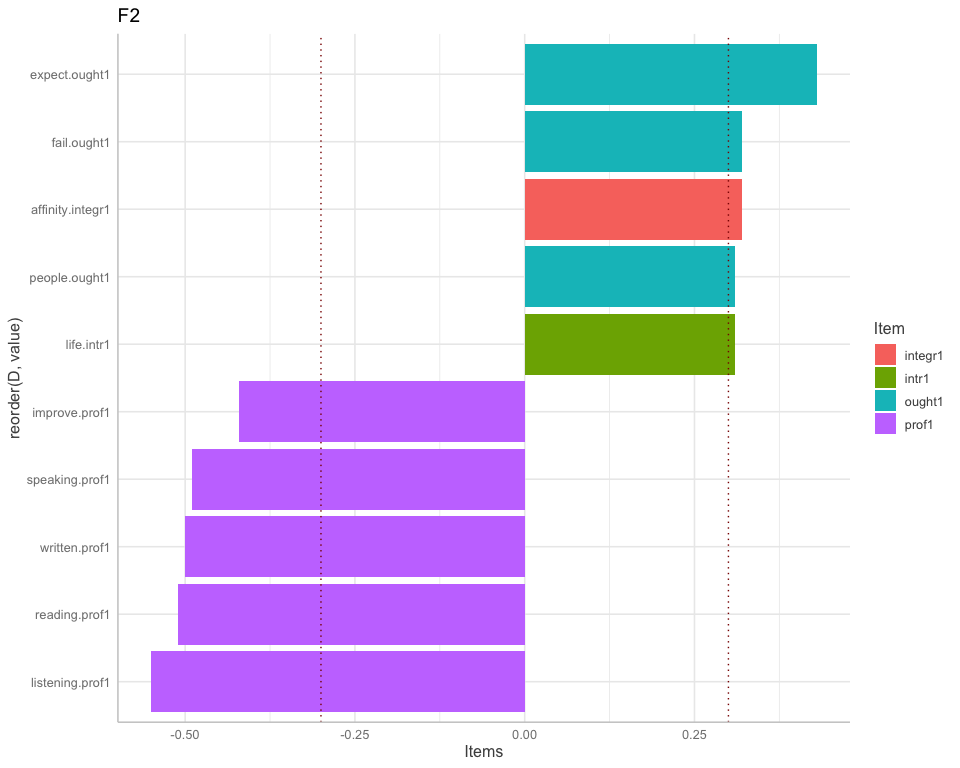 F2
expect.ought1
fail.ought1
affinity.integr1
people.ought1
life.intr1
improve.prof1
speaking.prof1
written.prof1
reading.prof1
listening.prof1
reorder(D, value)
-0.50
-0.25
0.00
0.25
Items
Item
integr1
intr1
ought1
prof1